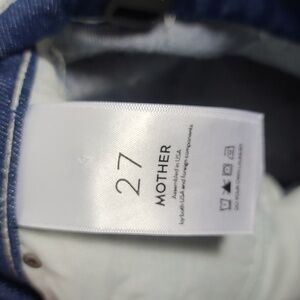 27
MOTHER
Assembled in USA
by both USA and foreign components